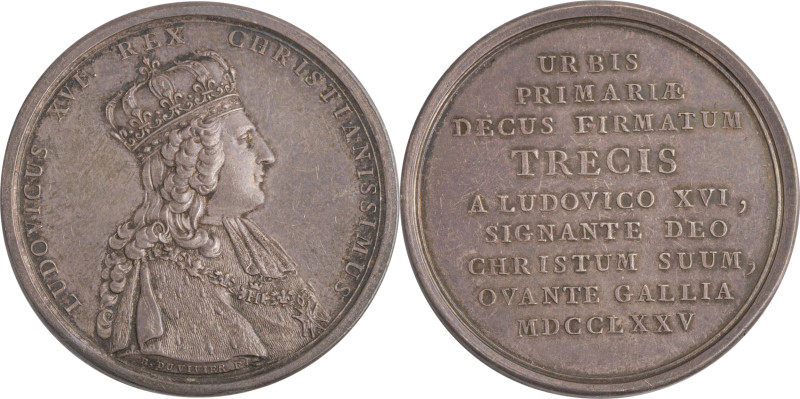 LUDOVICUS XVI. REX CHRISTIANISSIMUS
URBIS
PRIMARIÆ
DECUS FIRMATUM
TRECIS
A LUDOVICO XVI,
SIGNANTE DEO
CHRISTUM SUUM,
OVANTE GALLIA
MDCCLXXV